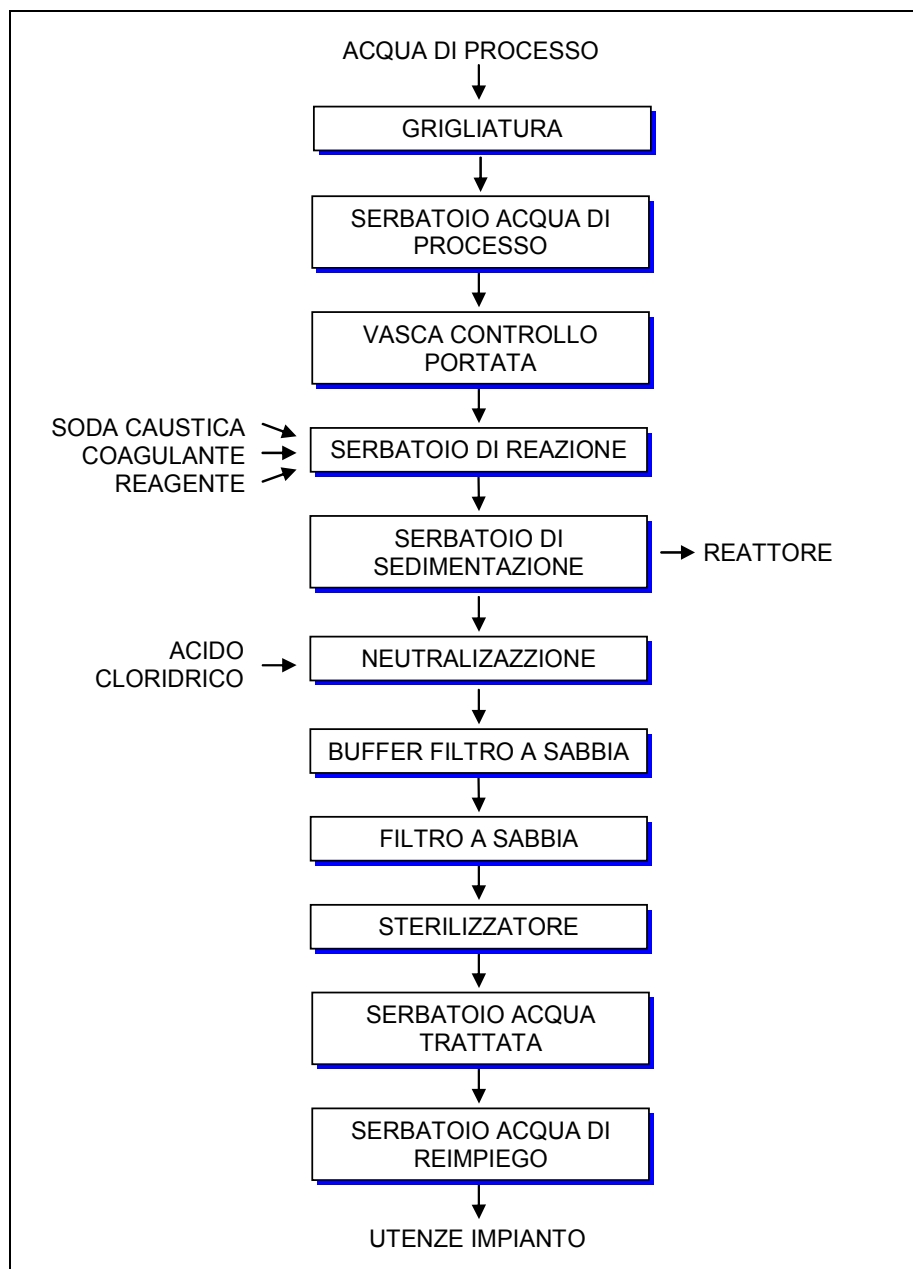 ACQUA DI PROCESSO
GRIGLIATURA
SERBATOIO ACQUA DI
PROCESSO
VASCA CONTROLLO
PORTATA
SODA CAUSTICA
COAGULANTE
REAGENTE
SERBATOIO DI REAZIONE
SERBATOIO DI
SEDIMENTAZIONE
REATTORE
ACIDO
CLORIDRICO
NEUTRALIZAZZIONE
BUFFER FILTRO A SABBIA
FILTRO A SABBIA
STERILIZZATORE
SERBATOIO ACQUA
TRATTATA
SERBATOIO ACQUA DI
REIMPIEGO
UTENZE IMPIANTO